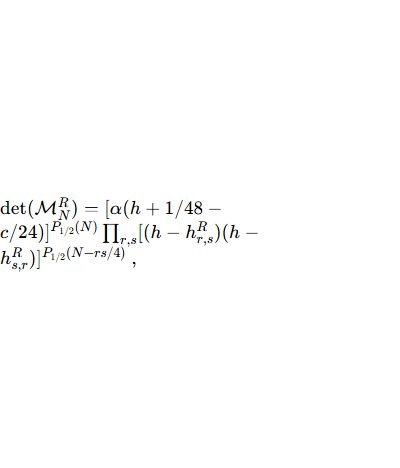 det(𝓜_N^R) = [α(h + 1/48 −
c/24)]^{P_{1/2}(N)} ∏_{r,s}[(h − h_{r,s}^R)(h −
h_{s,r}^R)]^{P_{1/2}(N−rs/4)} ,